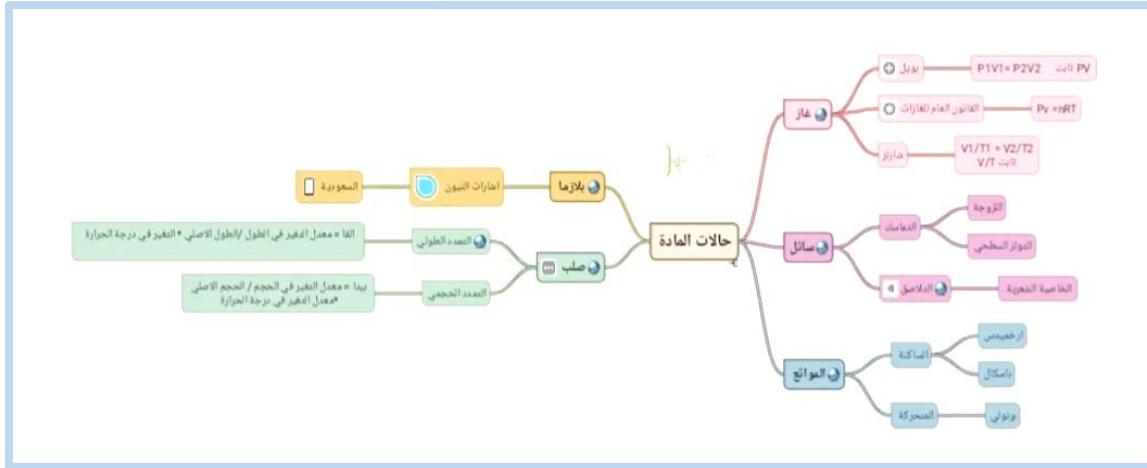 حالات المادة
غاز
بويل
P1V1= P2V2 ثابت PV
القانون العام للغازات
Pv =nRT
شارلز
V1/T1 = V2/T2
ثابت V/T
سائل
التماسك
اللزوجة
التوتر السطحي
التلاصق
الخاصية الشعرية
الموائع
الساكنة
ارخميدس
باسكال
المتحركة
برنولي
بلازما
اشارات النيون
السعودية
صلب
التمدد الطولي
الفا = معدل التغير في الطول /الطول الاصلي * التغير في درجة الحرارة
التمدد الحجمي
بيتا = معدل التغير في الحجم / الحجم الاصلي
*معدل التغير في درجة الحرارة